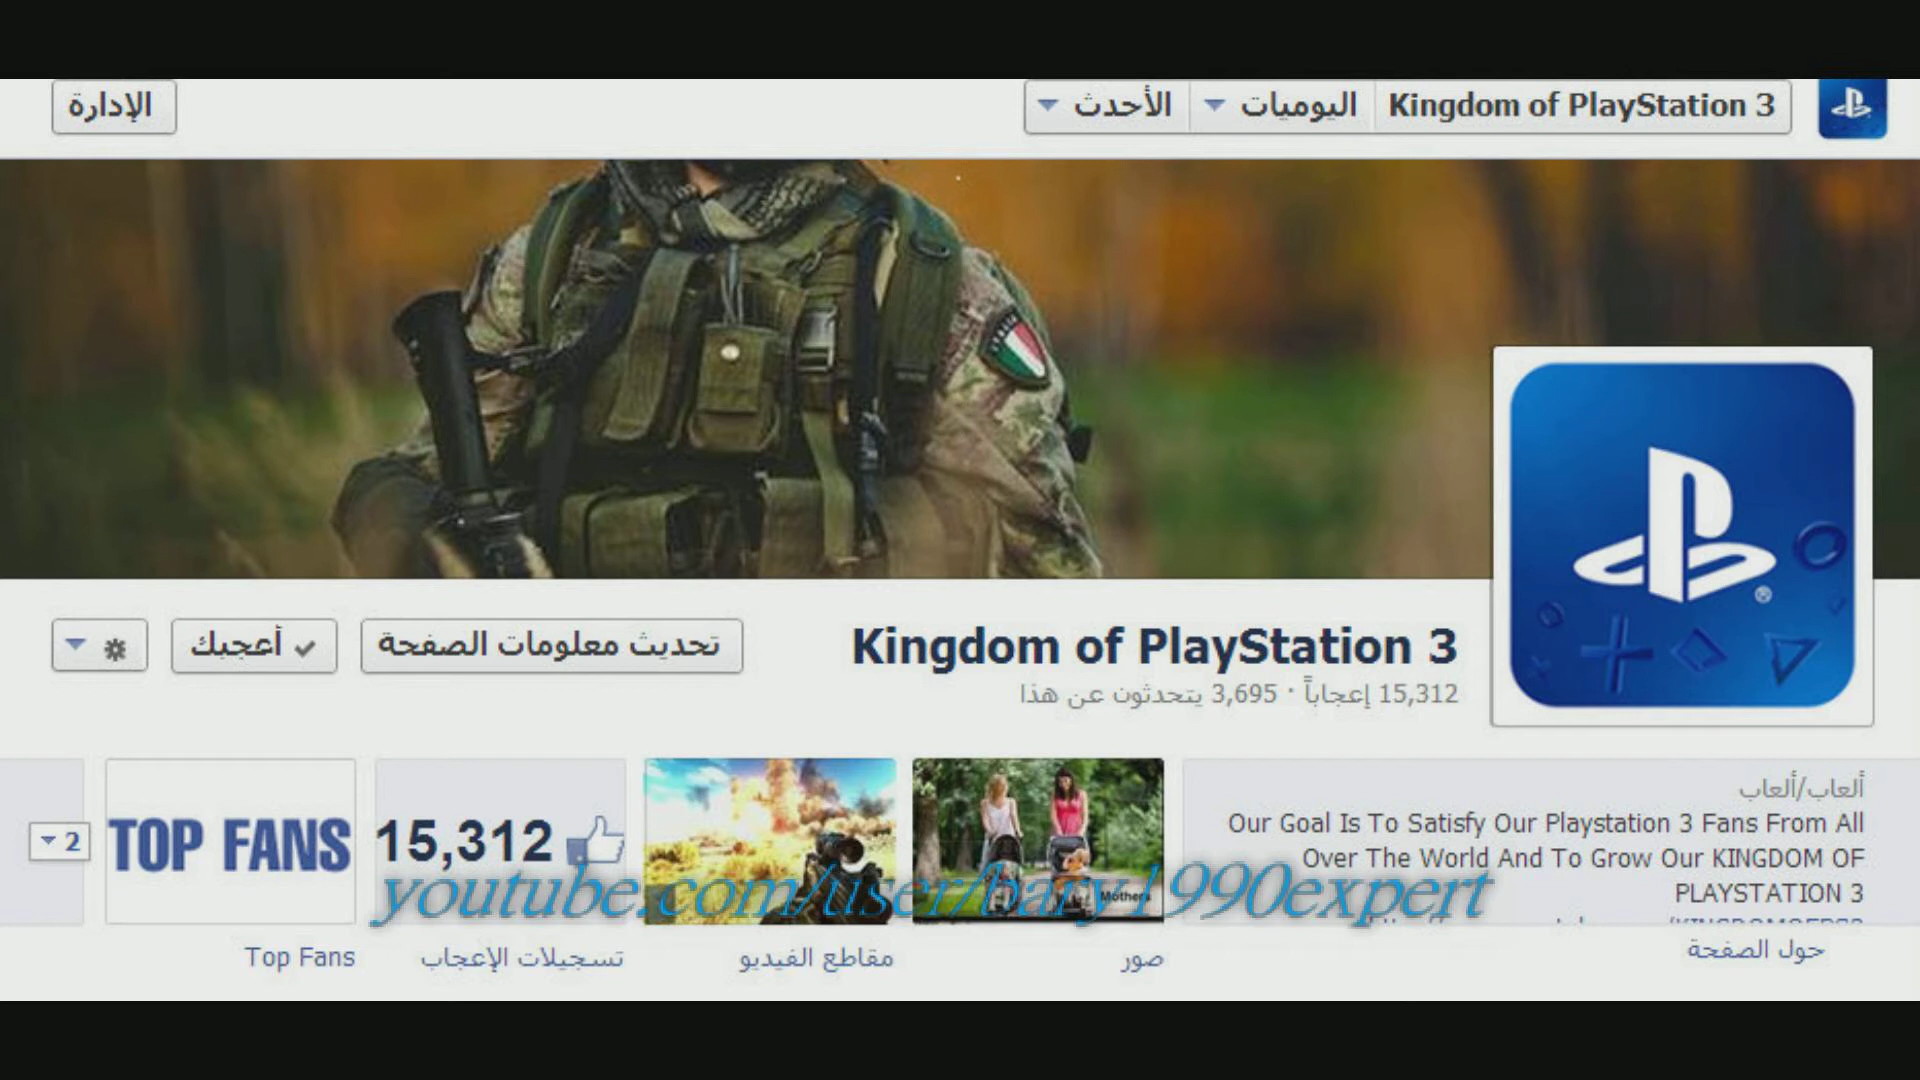 Kingdom of PlayStation 3
اليوميات
الأحدث
الإدارة
ITALIA
Kingdom of PlayStation 3
15,312 إعجاباً · 3,695 يتحدثون عن هذا
تحديث معلومات الصفحة
أعجبك
ألعاب/ألعاب
Our Goal Is To Satisfy Our Playstation 3 Fans From All
Over The World And To Grow Our KINGDOM OF
PLAYSTATION 3
حول الصفحة
Mothers
صور
مقاطع الفيديو
15,312
تسجيلات الإعجاب
TOP FANS
Top Fans
2
youtube.com/user/bary1990expert